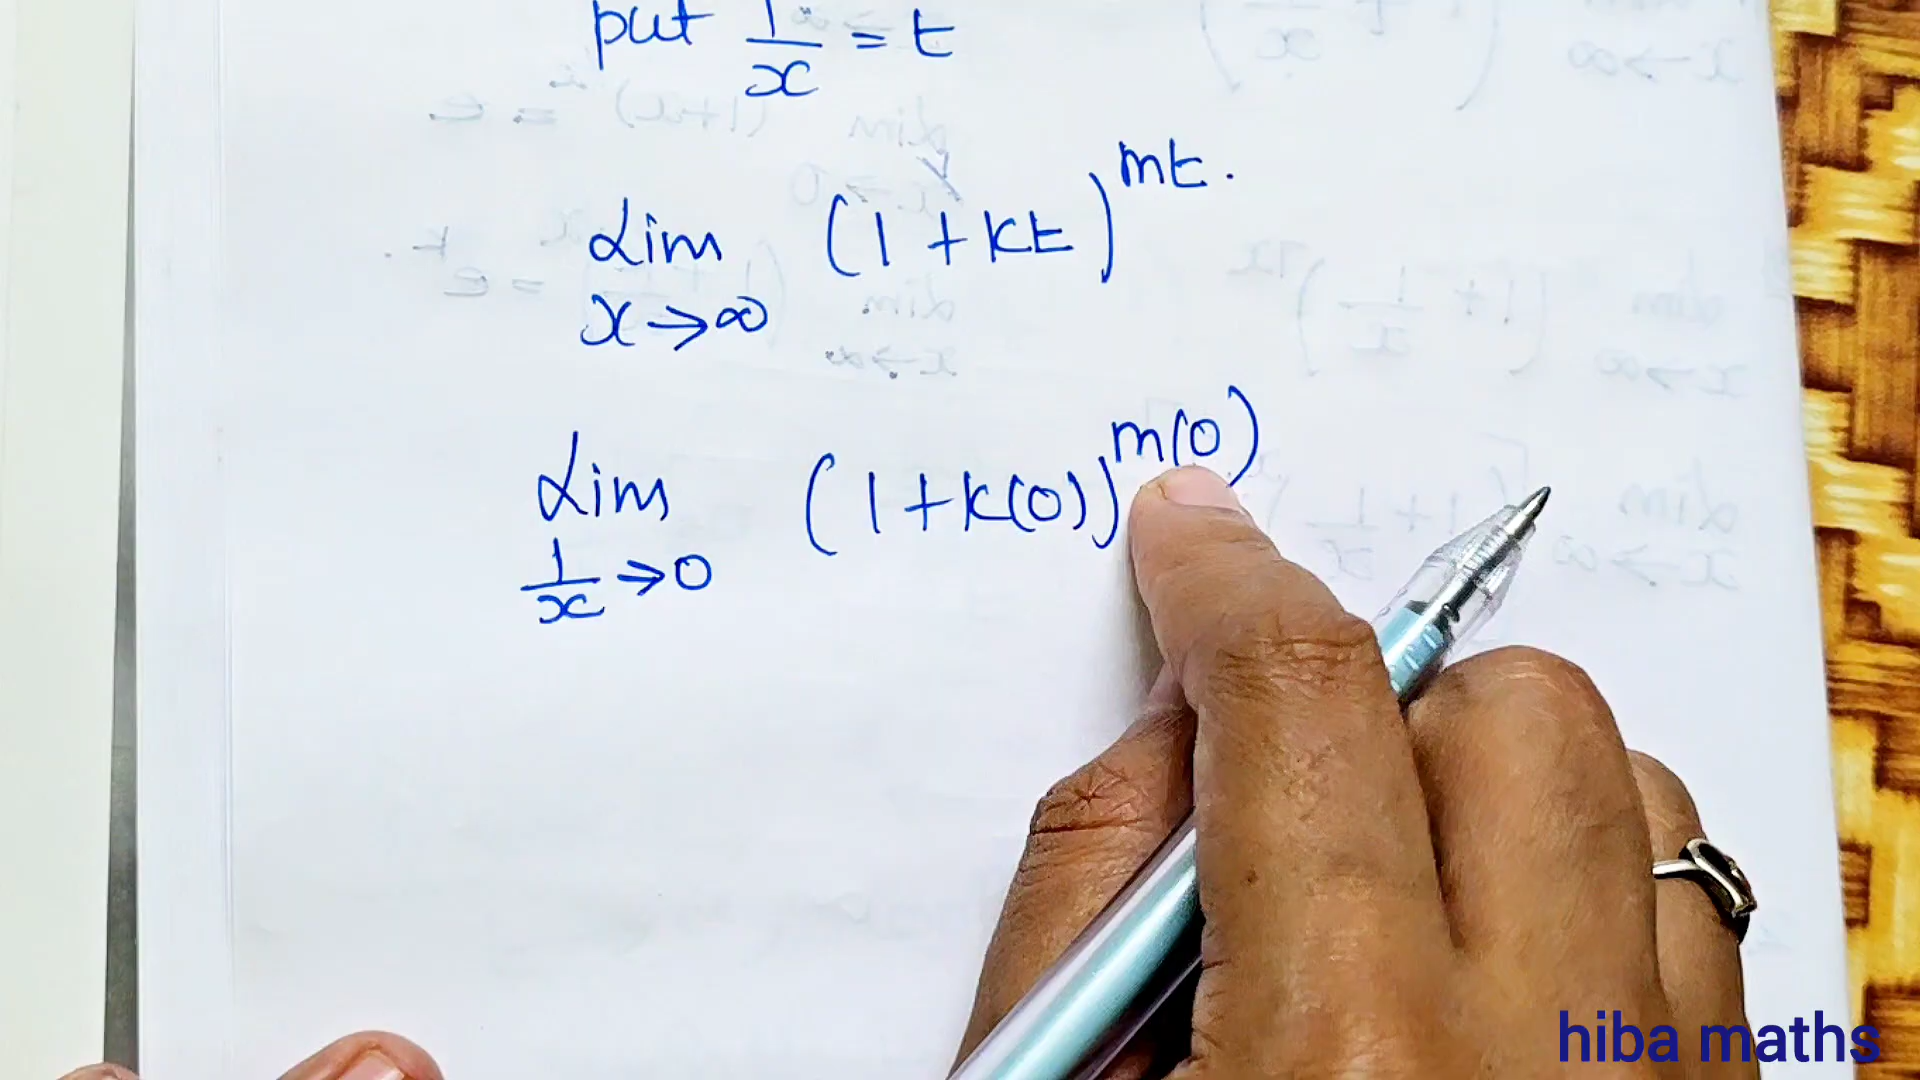 put 1/x = t
Lim x→∞ (1+kt)^mt.
Lim 1/x→0 (1+k(0))^m(0)
hiba maths